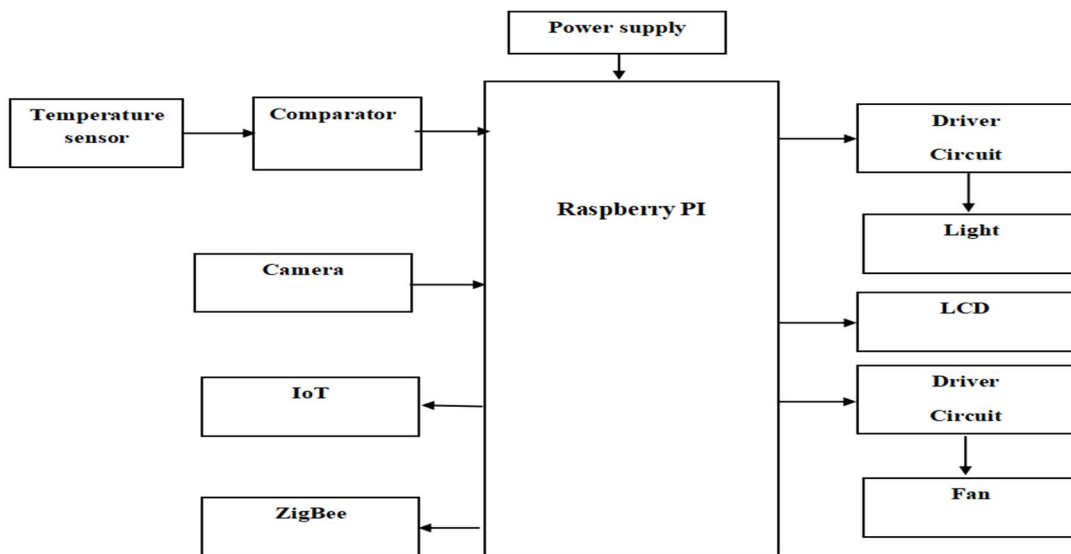 Power supply
Temperature
sensor
Comparator
Driver
Circuit
Raspberry PI
Light
Camera
LCD
IoT
Driver
Circuit
ZigBee
Fan